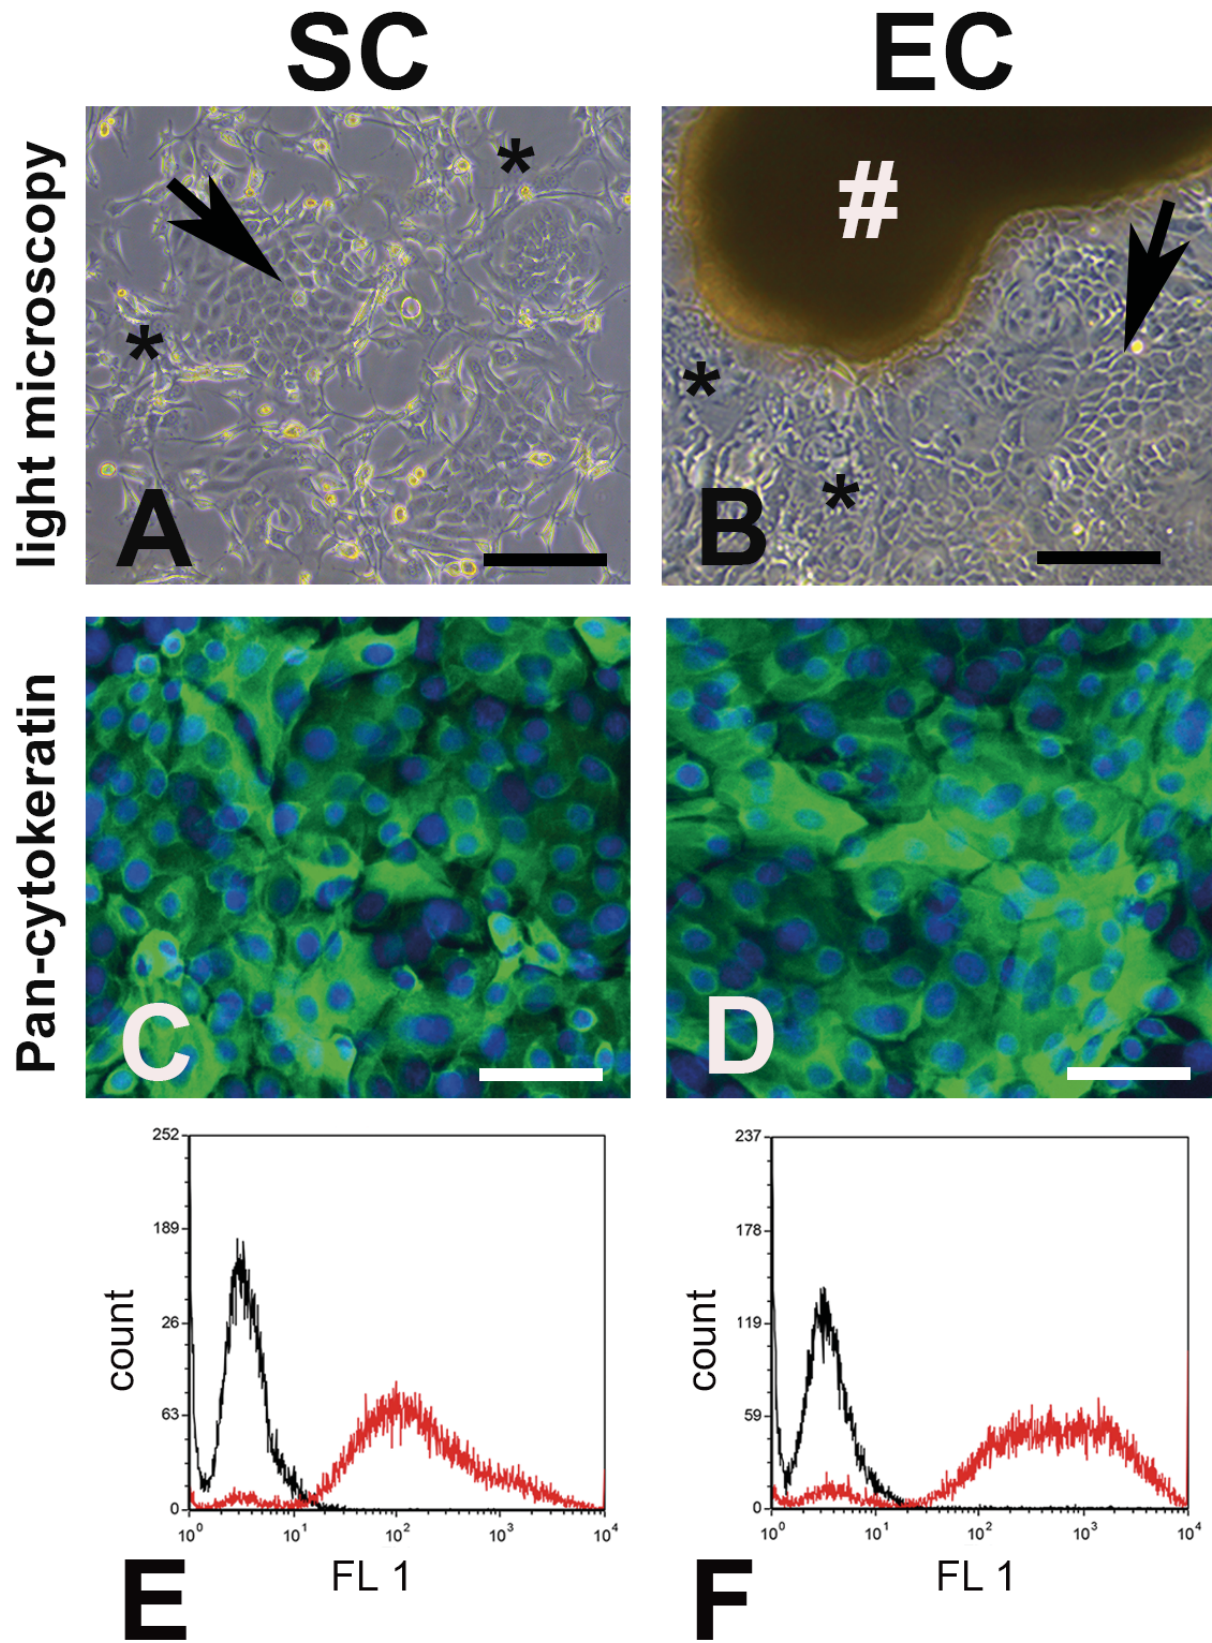 SC EC
light microscopy
* * A
# * * B
Pan-cytokeratin
C D
252
189
26
63
0
count
10⁰ 10¹ 10² 10³ 10⁴
FL 1
E
237
178
119
59
0
count
10⁰ 10¹ 10² 10³ 10⁴
FL 1
F